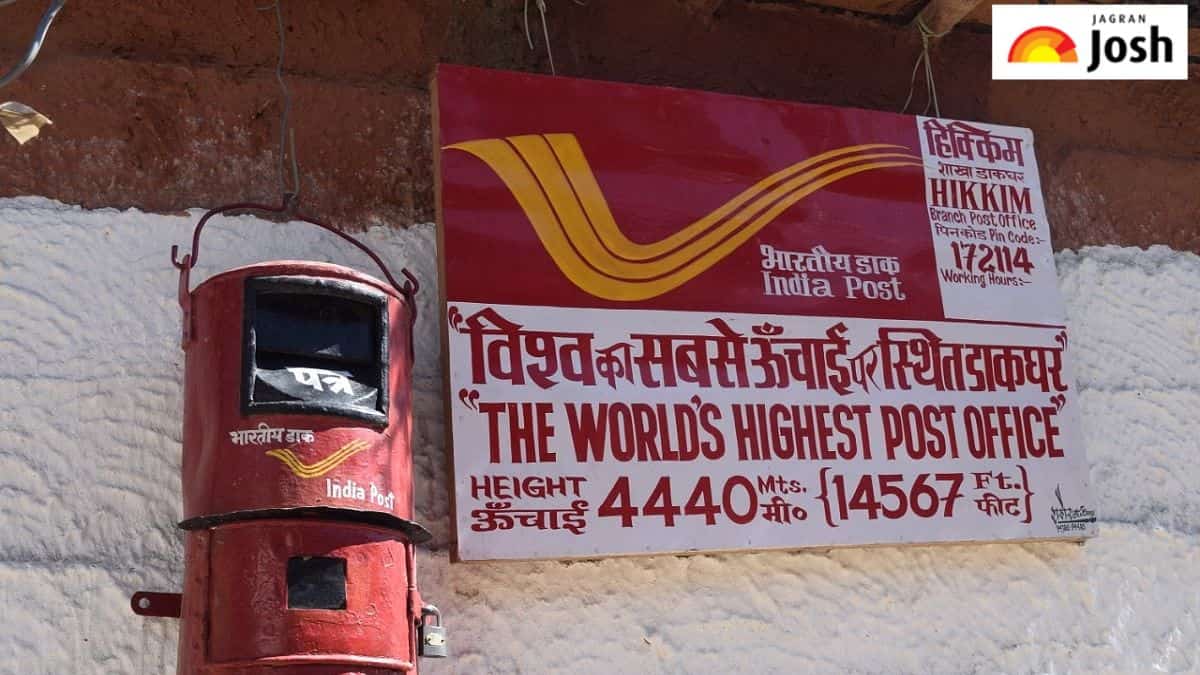 JAGRAN
Josh
हिक्किम
शाखा डाकघर
HIKKIM
Branch Post Office
पिनकोड Pin Code:-
172114
Working Hours:-
भारतीय डाक
India Post
"विश्व का सबसे ऊँचाई पर स्थित डाकघर"
"THE WORLD'S HIGHEST POST OFFICE"
HEIGHT 4440 Mts. {14567 Ft.
ऊँचाई मी० फीट}
पत्र
भारतीय डाक
India Post